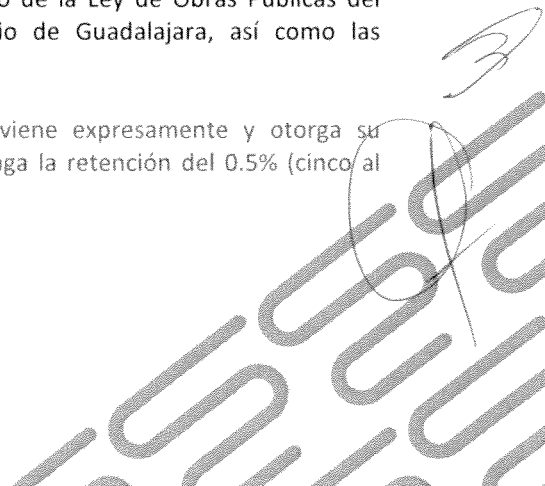 o de la Ley de Obras Públicas del
io de Guadalajara, así como las
viene expresamente y otorga su
aga la retención del 0.5% (cinco al